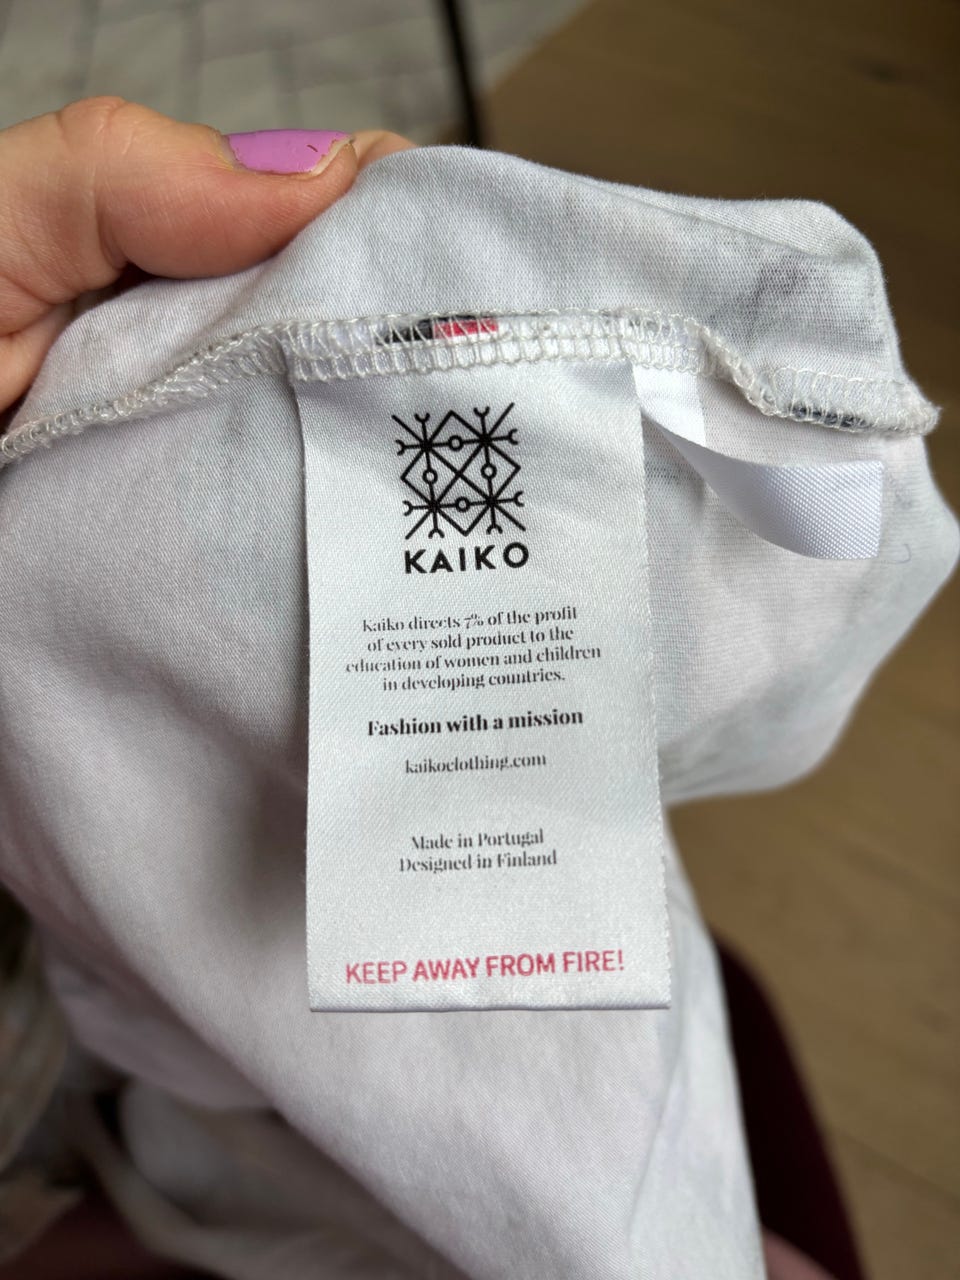 KAIKO
Kaiko directs 7% of the profit
of every sold product to the
education of women and children
in developing countries.
Fashion with a mission
kaikoclothing.com
Made in Portugal
Designed in Finland
KEEP AWAY FROM FIRE!